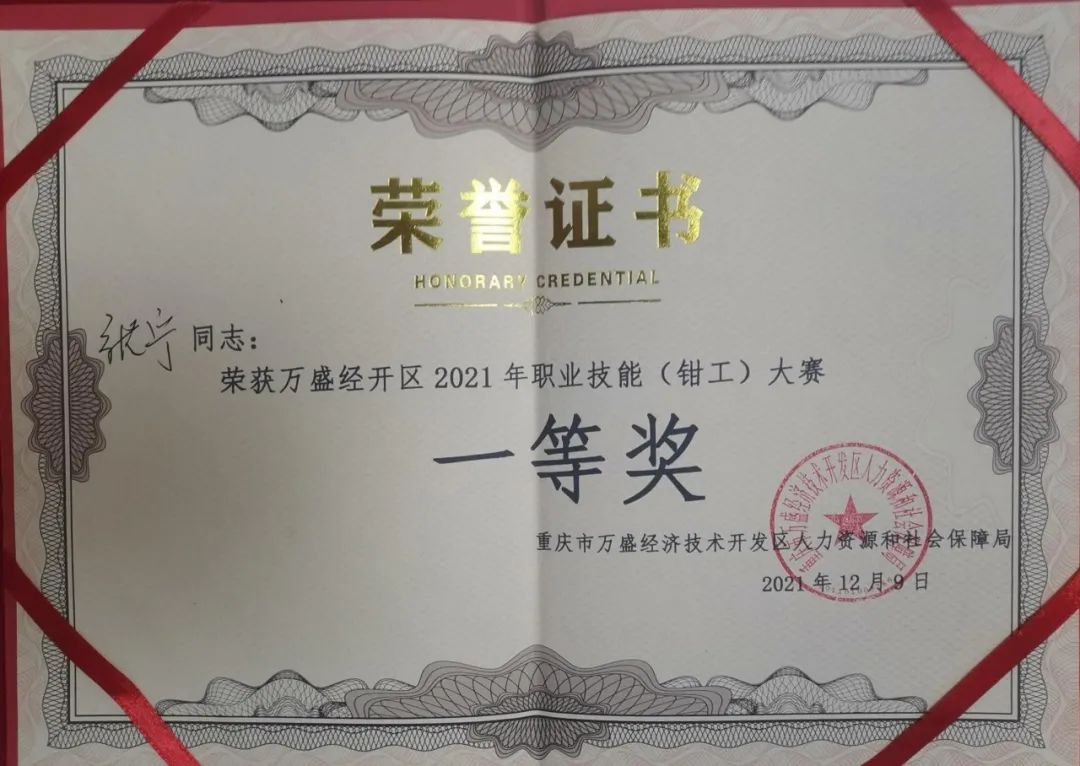 荣誉证书
HONORARY CREDENTIAL
张宁同志：
荣获万盛经开区2021年职业技能（钳工）大赛
一等奖
重庆市万盛经济技术开发区人力资源和社会保障局
2021年12月9日